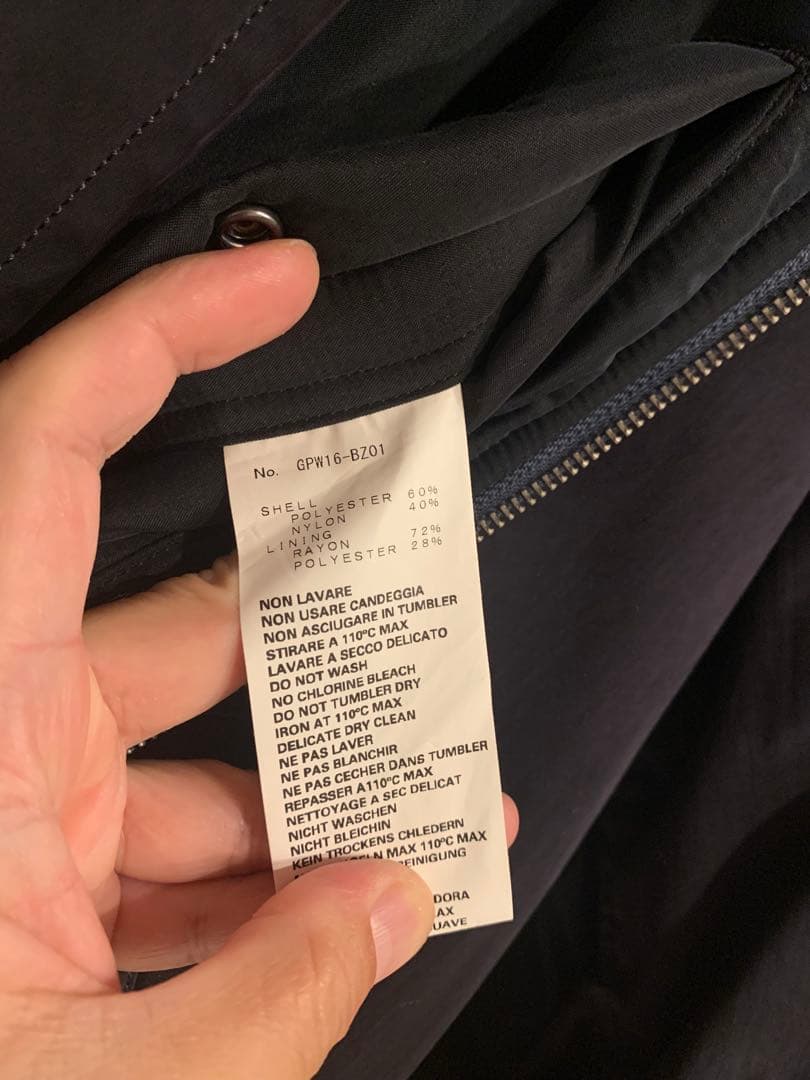 No. GPW16-BZ01
SHELL
POLYESTER 60%
NYLON 40%
LINING
RAYON 72%
POLYESTER 28%
NON LAVARE
NON USARE CANDEGGIA
NON ASCIUGARE IN TUMBLER
STIRARE A 110ºC MAX
LAVARE A SECCO DELICATO
DO NOT WASH
NO CHLORINE BLEACH
DO NOT TUMBLER DRY
IRON AT 110ºC MAX
DELICATE DRY CLEAN
NE PAS LAVER
NE PAS BLANCHIR
NE PAS CECHER DANS TUMBLER
REPASSER A110ºC MAX
NETTOYAGE A SEC DELICAT
NICHT WASCHEN
NICHT BLEICHIN
KEIN TROCKENS CHLEDERN
MAX 110ºC MAX